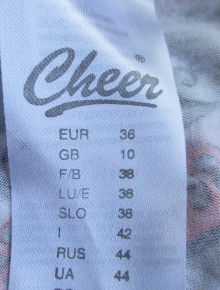 Cheer
EUR 36
GB 10
F/B 38
LU/E 38
SLO 38
I 42
RUS 44
UA 44